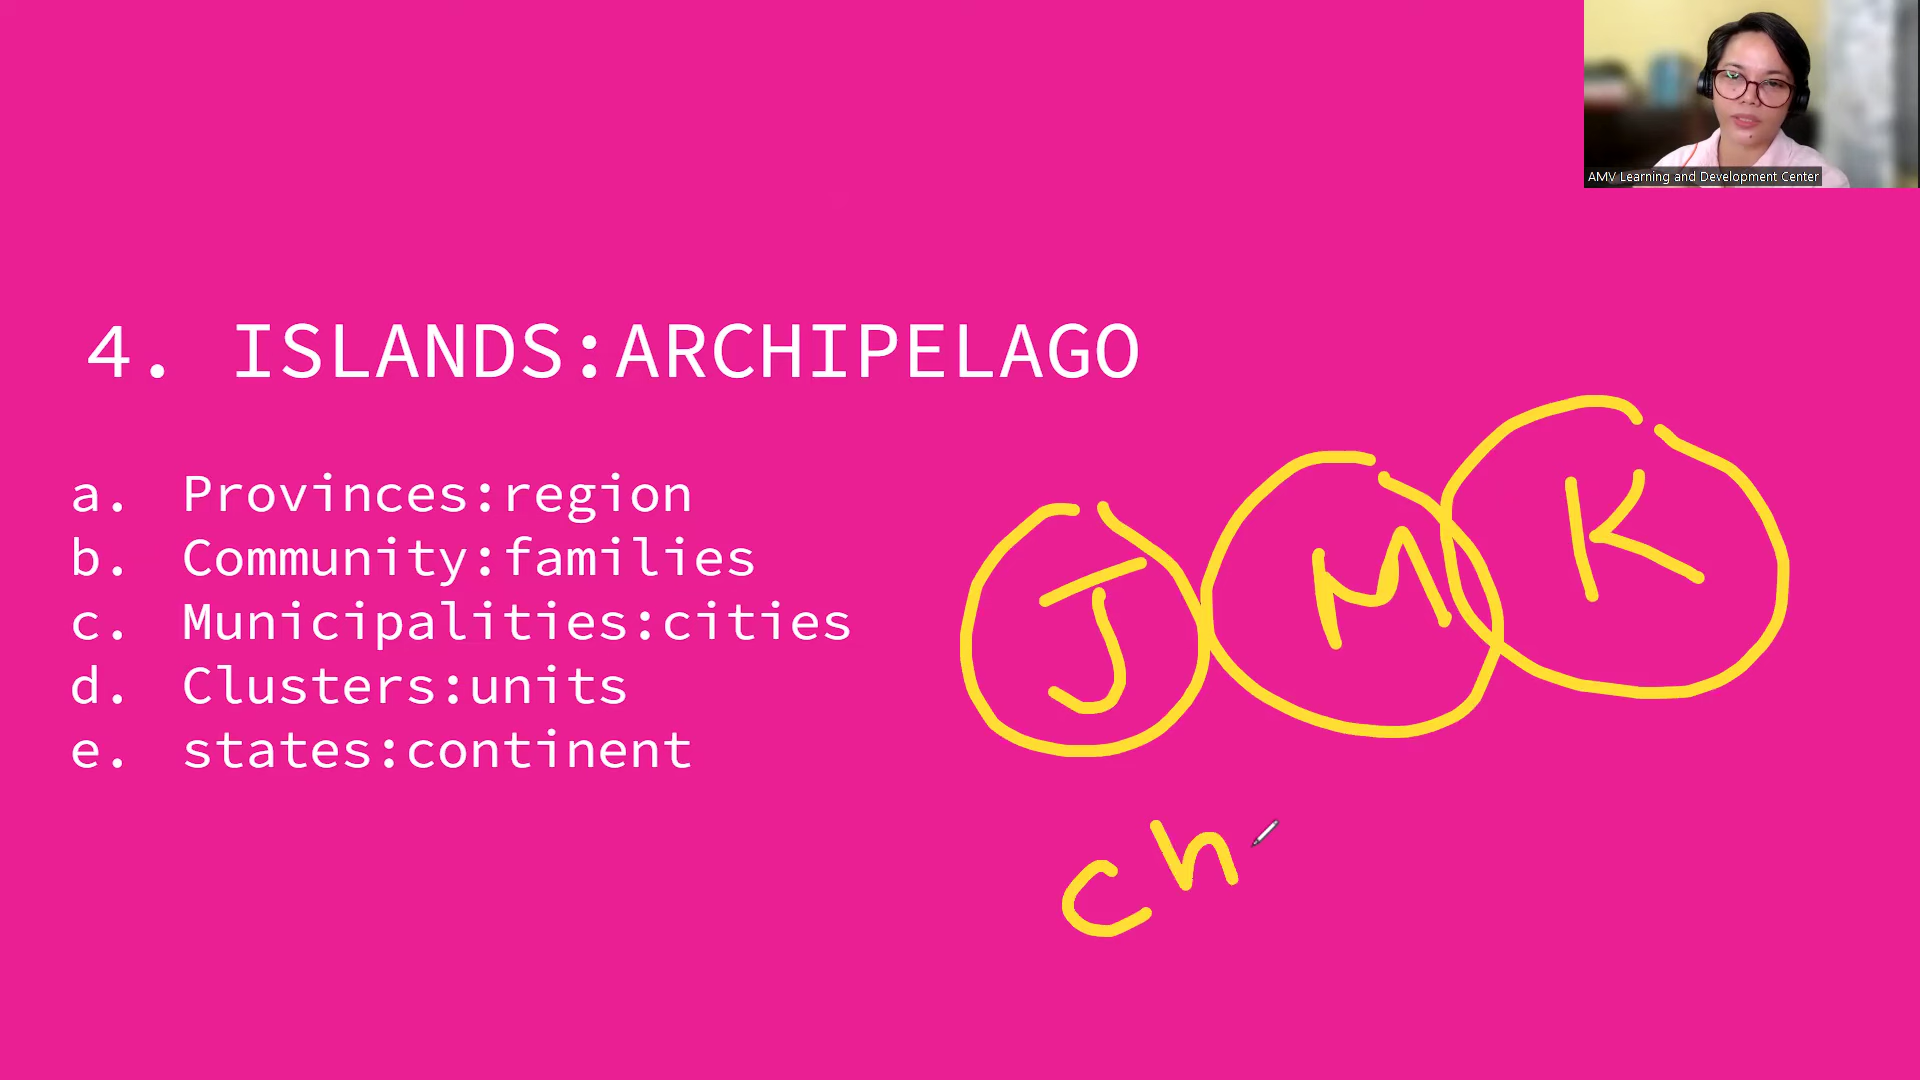 AMV Learning and Development Center
4. ISLANDS:ARCHIPELAGO
a. Provinces:region
b. Community:families
c. Municipalities:cities
d. Clusters:units
e. states:continent
J M K
ch